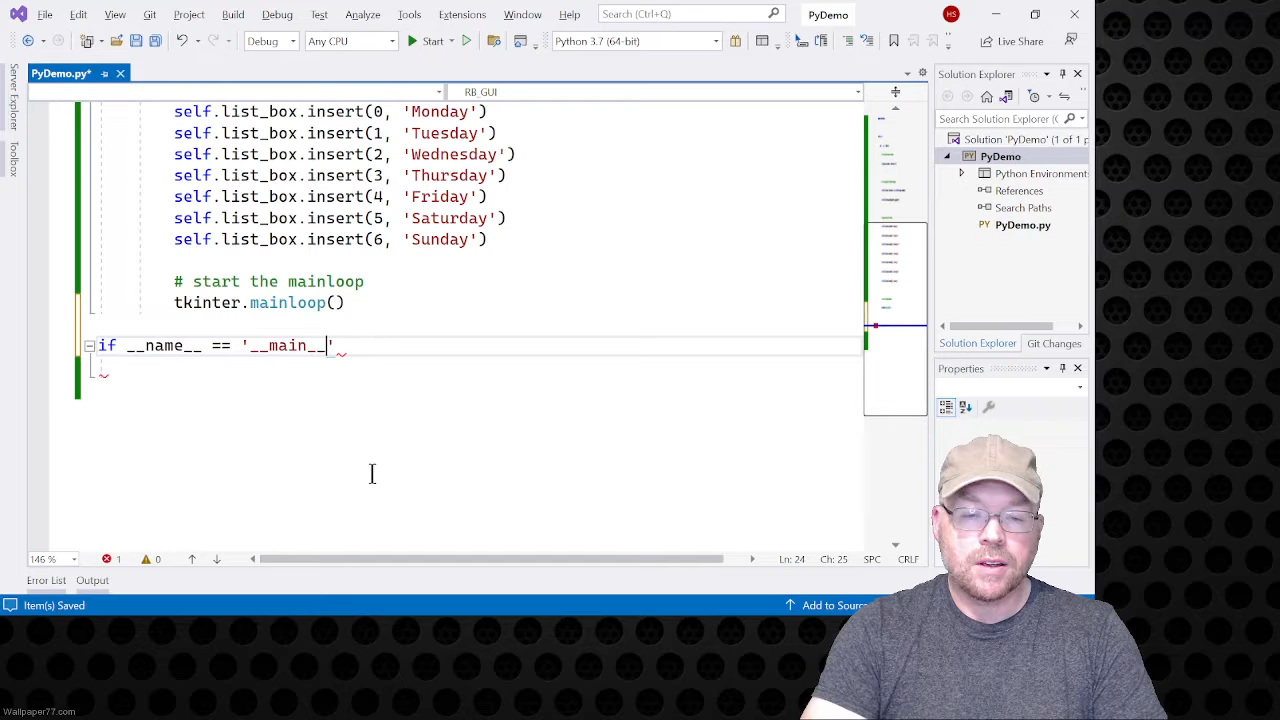 File Edit View Git Project Build Debug Test Analyze Tools Extensions Window Help Search (Ctrl+Q) PyDemo HS
Debug Any CPU Start Python 3.7 (64-bit) Live Share
Server Explorer
Toolbox
PyDemo.py*
RB_GUI
self.list_box.insert(0, 'Monday')
self.list_box.insert(1, 'Tuesday')
self.list_box.insert(2, 'Wednesday')
self.list_box.insert(3, 'Thursday')
self.list_box.insert(4, 'Friday')
self.list_box.insert(5, 'Saturday')
self.list_box.insert(6, 'Sunday')
# start the mainloop
tkinter.mainloop()
if __name__ == '__main__'
146 % 1 0 Ln: 24 Ch: 25 SPC CRLF
Error List Output
Item(s) Saved Add to Sourc
Solution Explorer
Search Solution Explorer (C
Solution 'PyDemo' (1 of 1 p
PyDemo
Python Environments
References
Search Paths
PyDemo.py
Solution Explorer Git Changes
Properties
Wallpaper77.com